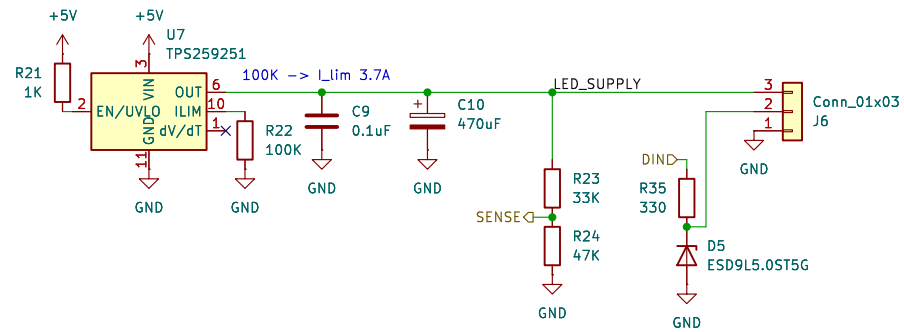 +5V
+5V
U7
TPS259251
R21
1K
3
VIN
2
EN/UVLO
GND
OUT
6
ILIM
10
dV/dT
1
11
GND
100K -> I_lim 3.7A
R22
100K
GND
C9
0.1uF
GND
C10
470uF
GND
LED_SUPPLY
R23
33K
SENSE
R24
47K
GND
DIN
R35
330
D5
ESD9L5.0ST5G
GND
3
2
1
Conn_01x03
J6
GND